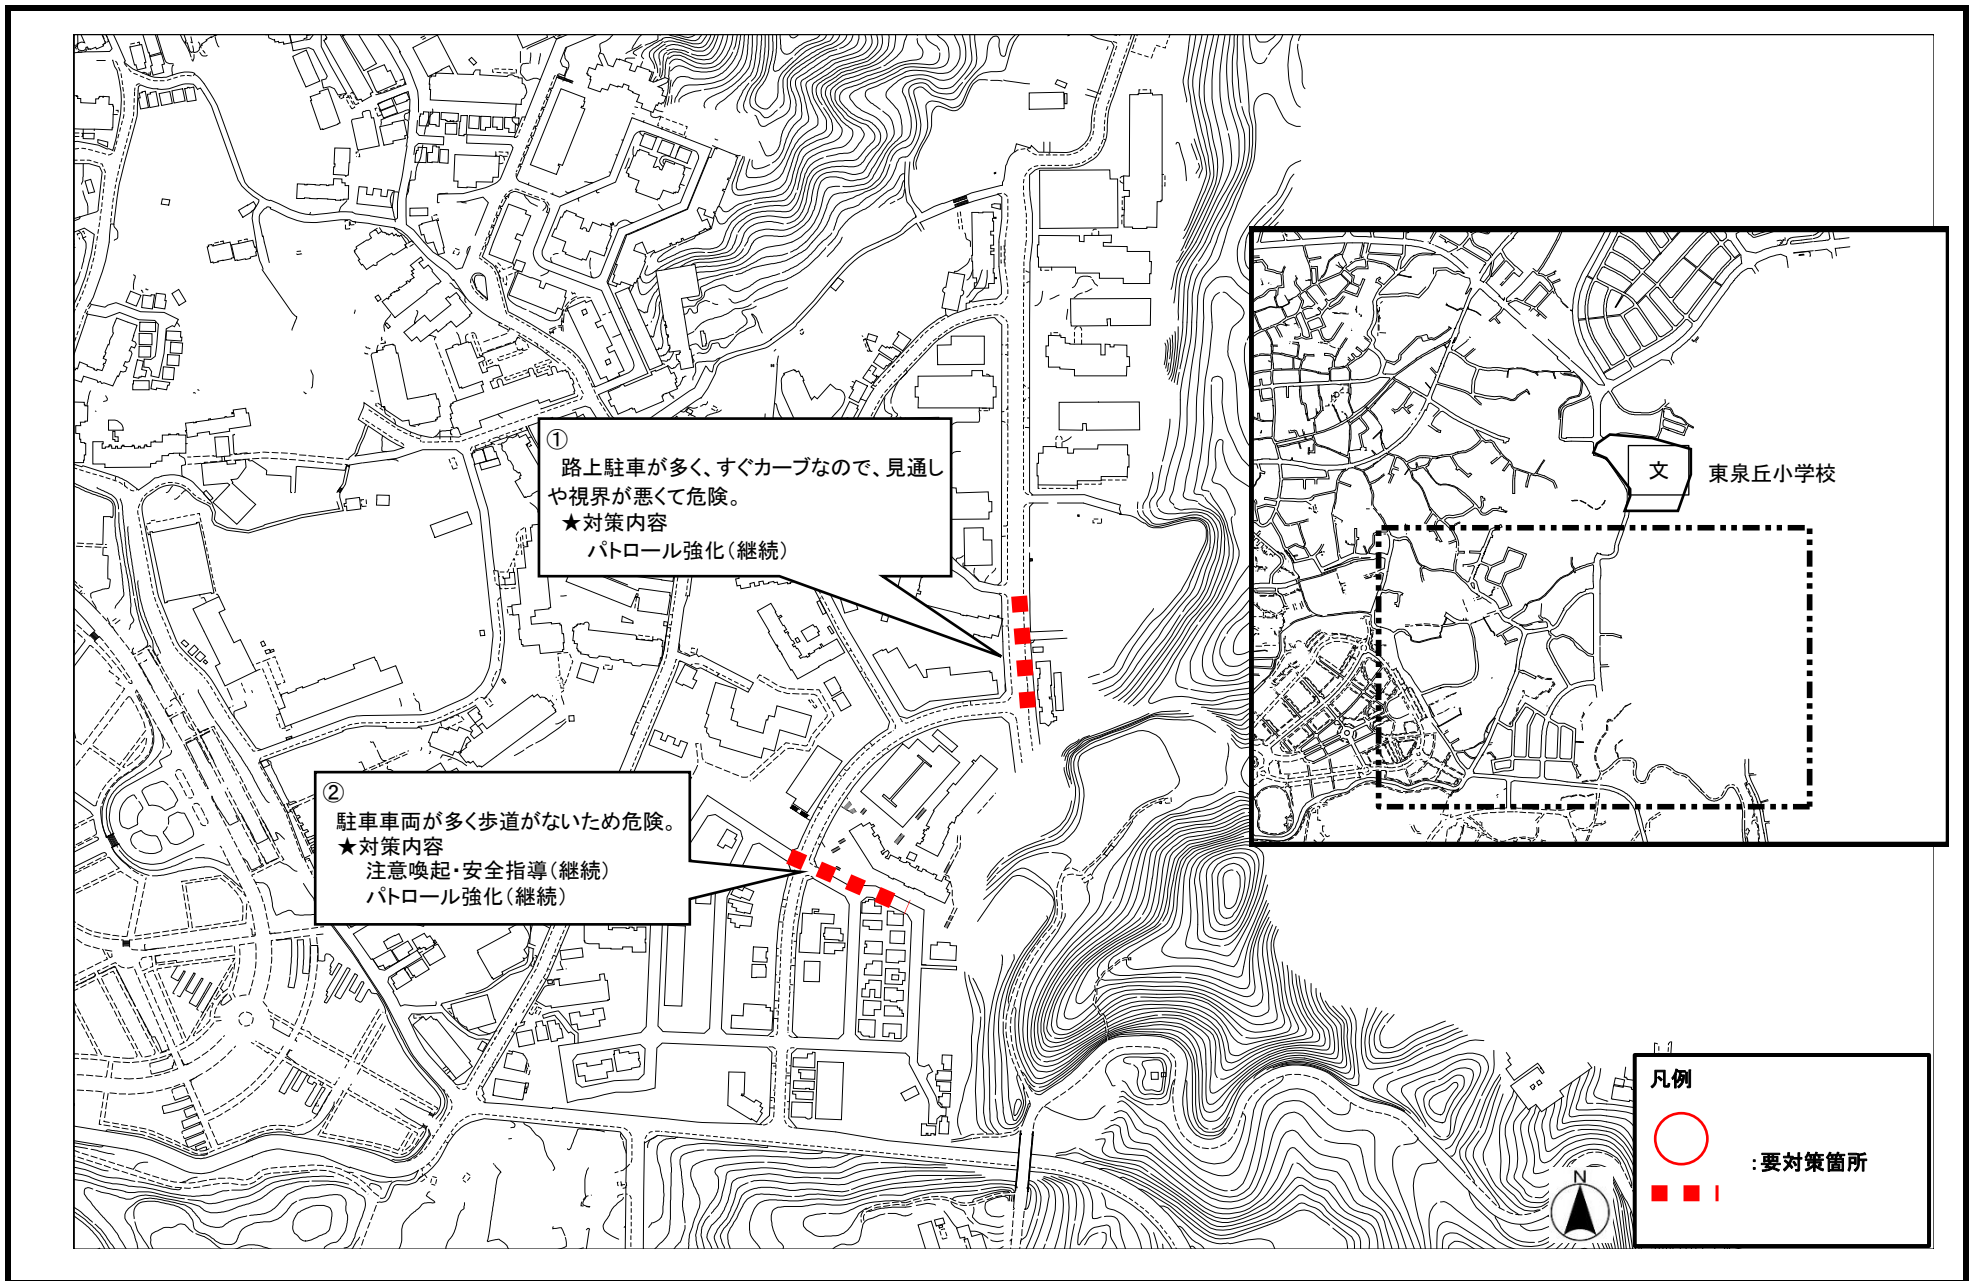 ①
路上駐車が多く、すぐカーブなので、見通し
や視界が悪くて危険。
★対策内容
パトロール強化(継続)
②
駐車車両が多く歩道がないため危険。
★対策内容
注意喚起・安全指導(継続)
パトロール強化(継続)
文
東泉丘小学校
凡例
:要対策箇所
N